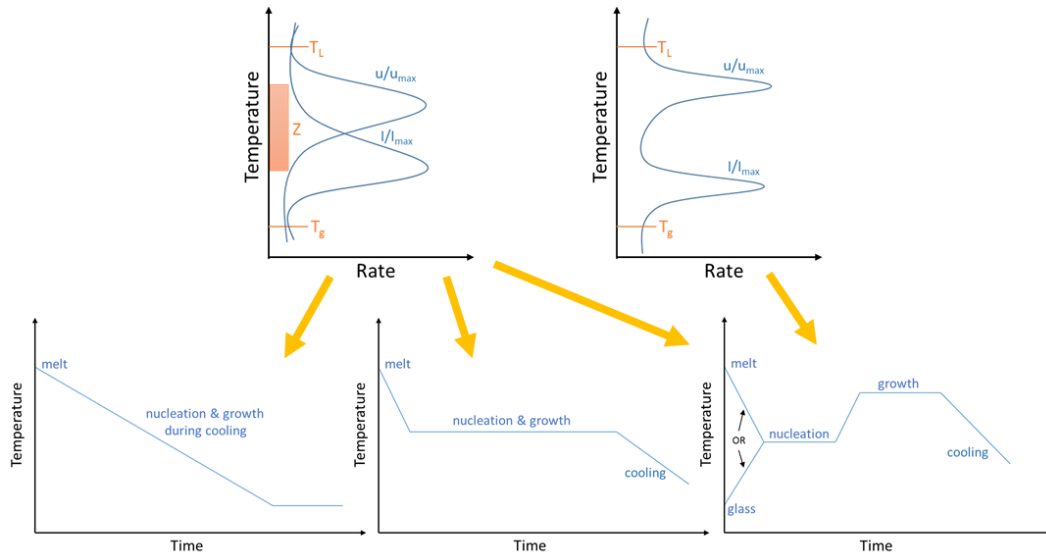 Temperature
T_L
u/u_max
Z
I/I_max
T_g
Rate
Temperature
T_L
u/u_max
I/I_max
T_g
Rate
Temperature
melt
nucleation & growth
during cooling
Time
Temperature
melt
nucleation & growth
cooling
Time
Temperature
melt
OR
nucleation
growth
cooling
glass
Time